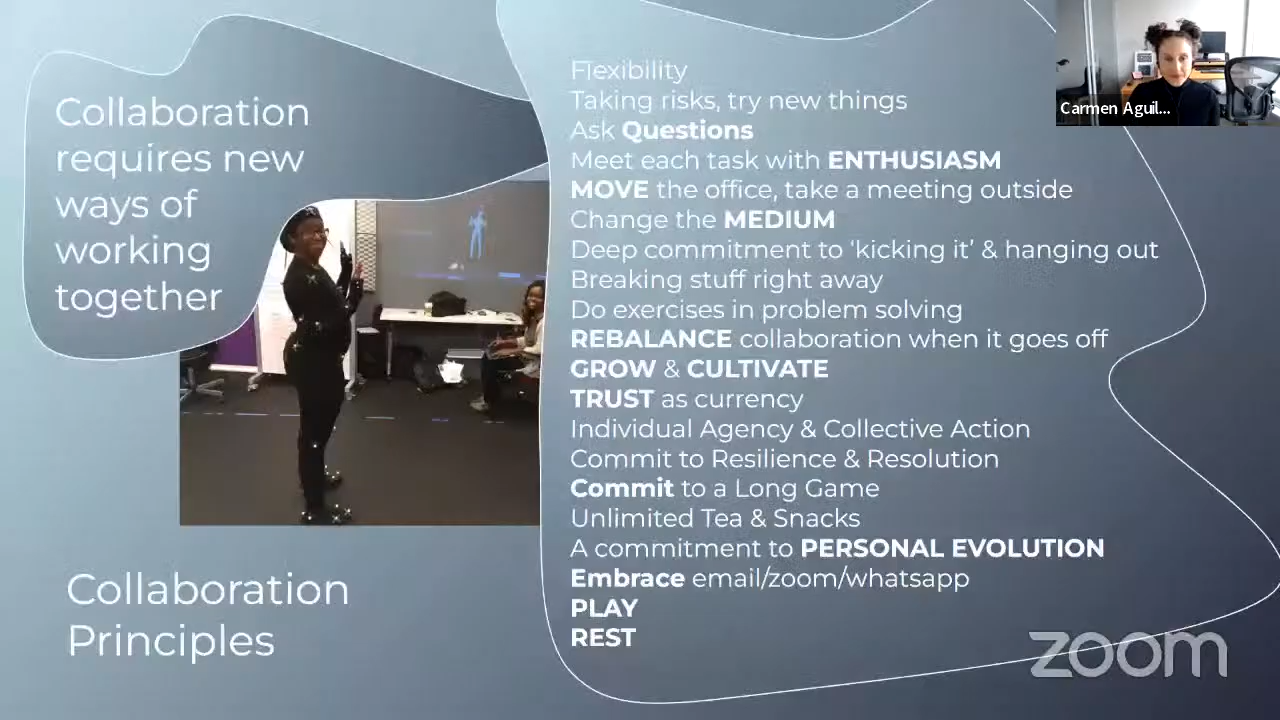 Collaboration
requires new
ways of
working
together
Collaboration
Principles
Flexibility
Taking risks, try new things
Ask Questions
Meet each task with ENTHUSIASM
MOVE the office, take a meeting outside
Change the MEDIUM
Deep commitment to ‘kicking it’ & hanging out
Breaking stuff right away
Do exercises in problem solving
REBALANCE collaboration when it goes off
GROW & CULTIVATE
TRUST as currency
Individual Agency & Collective Action
Commit to Resilience & Resolution
Commit to a Long Game
Unlimited Tea & Snacks
A commitment to PERSONAL EVOLUTION
Embrace email/zoom/whatsapp
PLAY
REST
Carmen Aguil...
zoom